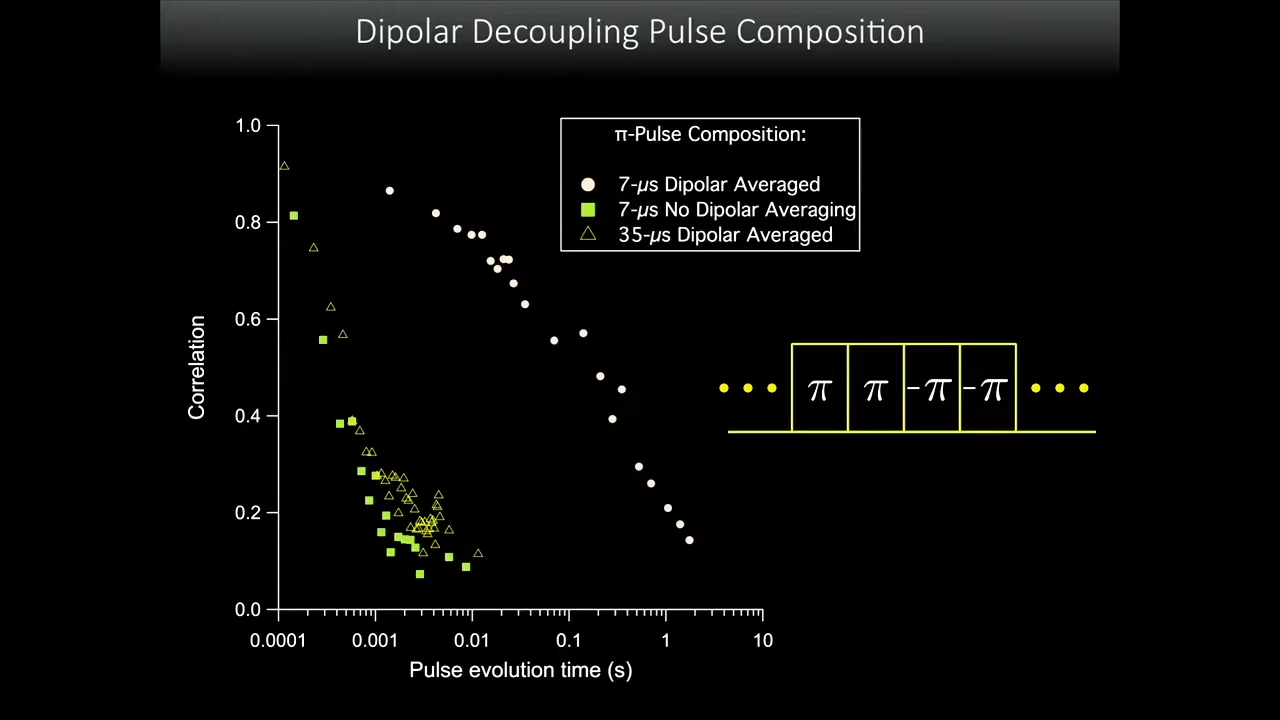 Dipolar Decoupling Pulse Composition
π-Pulse Composition:
7-μs Dipolar Averaged
7-μs No Dipolar Averaging
35-μs Dipolar Averaged
1.0
0.8
0.6
0.4
0.2
0.0
Correlation
π π -π -π
0.0001 0.001 0.01 0.1 1 10
Pulse evolution time (s)